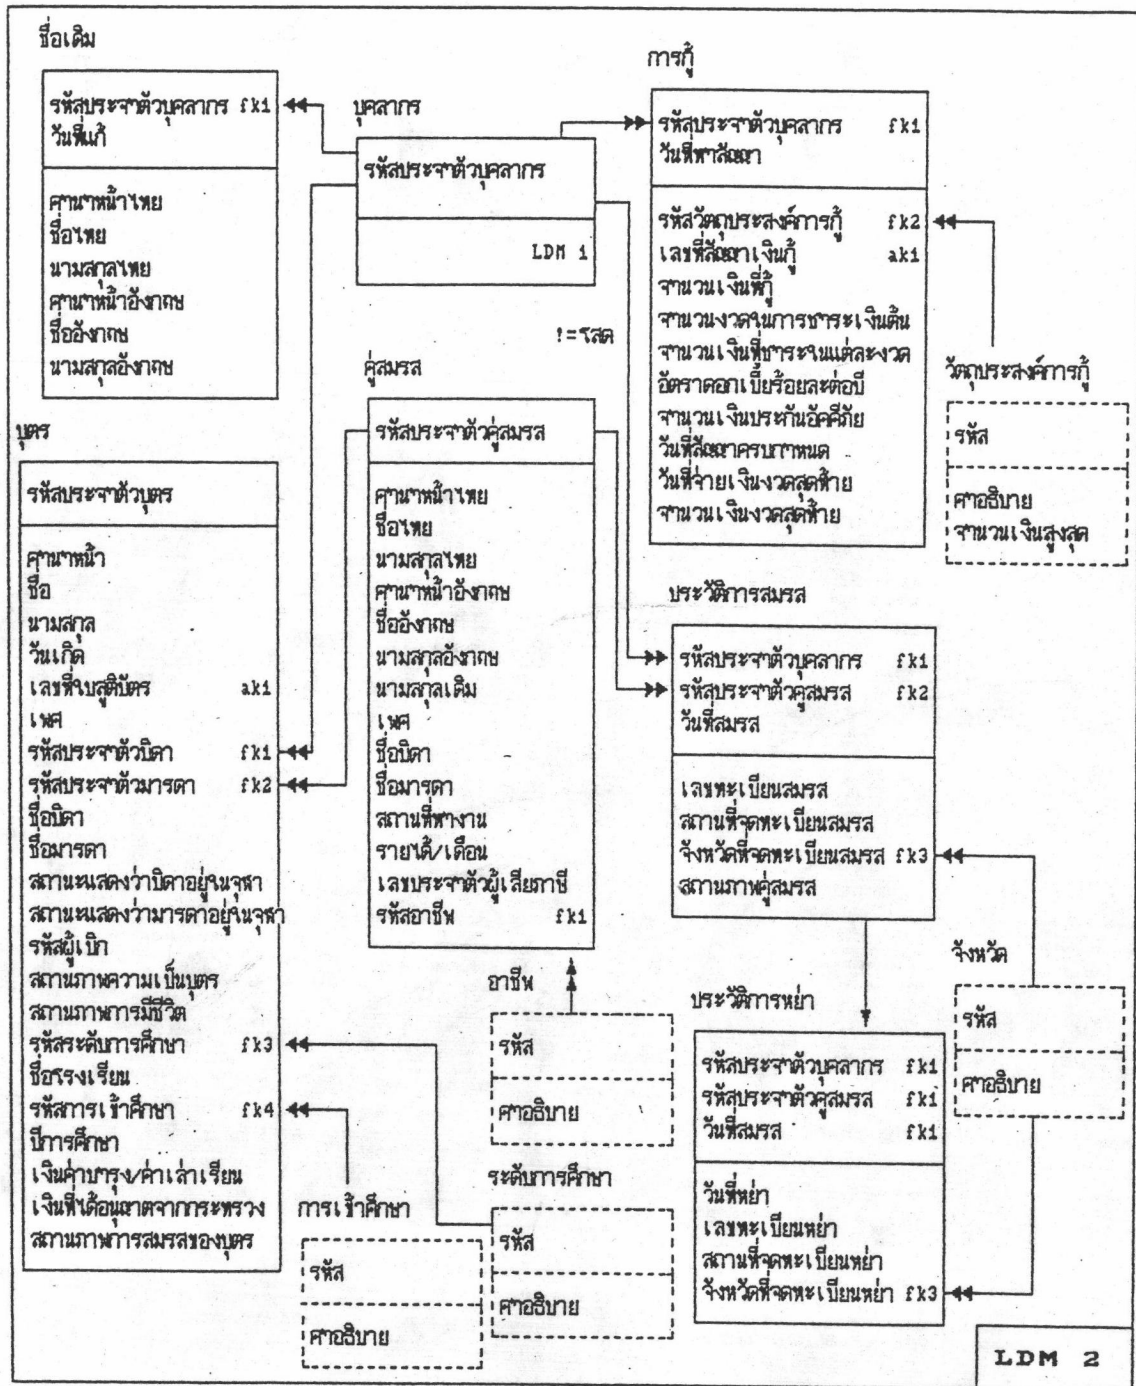 ชื่อเดิม
รหัสประจำตัวบุคลากร fk1
วันที่แก้
คำนำหน้าไทย
ชื่อไทย
นามสกุลไทย
คำนำหน้าอังกฤษ
ชื่ออังกฤษ
นามสกุลอังกฤษ
บุคลากร
รหัสประจำตัวบุคลากร
LDM 1
การกู้
รหัสประจำตัวบุคลากร fk1
วันที่ทำสัญญา
รหัสวัตถุประสงค์การกู้ fk2
เลขที่สัญญาเงินกู้ ak1
จำนวนเงินที่กู้
จำนวนงวดในการชำระเงินต้น
จำนวนเงินที่ชำระในแต่ละงวด
อัตราดอกเบี้ยร้อยละต่อปี
จำนวนเงินประกันอัคคีภัย
วันที่สัญญาครบกำหนด
วันที่จ่ายเงินงวดสุดท้าย
จำนวนเงินงวดสุดท้าย
วัตถุประสงค์การกู้
รหัส
คำอธิบาย
จำนวนเงินสูงสุด
!=โสด
คู่สมรส
รหัสประจำตัวคู่สมรส
คำนำหน้าไทย
ชื่อไทย
นามสกุลไทย
คำนำหน้าอังกฤษ
ชื่ออังกฤษ
นามสกุลอังกฤษ
นามสกุลเดิม
เพศ
ชื่อบิดา
ชื่อมารดา
สถานที่ทำงาน
รายได้/เดือน
เลขประจำตัวผู้เสียภาษี
รหัสอาชีพ fk1
บุตร
รหัสประจำตัวบุตร
คำนำหน้า
ชื่อ
นามสกุล
วันเกิด
เลขที่ใบสูติบัตร ak1
เพศ
รหัสประจำตัวบิดา fk1
รหัสประจำตัวมารดา fk2
ชื่อบิดา
ชื่อมารดา
สถานะแสดงว่าบิดาอยู่ในจุฬา
สถานะแสดงว่ามารดาอยู่ในจุฬา
รหัสผู้เบิก
สถานภาพความเป็นบุตร
สถานภาพการมีชีวิต
รหัสระดับการศึกษา fk3
ชื่อโรงเรียน
รหัสการเข้าศึกษา fk4
ปีการศึกษา
เงินค่าบำรุง/ค่าเล่าเรียน
เงินที่ได้อนุญาตจากกระทรวง
สถานภาพการสมรสของบุตร
ประวัติการสมรส
รหัสประจำตัวบุคลากร fk1
รหัสประจำตัวคู่สมรส fk2
วันที่สมรส
เลขทะเบียนสมรส
สถานที่จดทะเบียนสมรส
จังหวัดที่จดทะเบียนสมรส fk3
สถานภาพคู่สมรส
อาชีพ
รหัส
คำอธิบาย
จังหวัด
รหัส
คำอธิบาย
ประวัติการหย่า
รหัสประจำตัวบุคลากร fk1
รหัสประจำตัวคู่สมรส fk1
วันที่สมรส fk1
วันที่หย่า
เลขทะเบียนหย่า
สถานที่จดทะเบียนหย่า
จังหวัดที่จดทะเบียนหย่า fk3
ระดับการศึกษา
รหัส
คำอธิบาย
การเข้าศึกษา
รหัส
คำอธิบาย
LDM 2